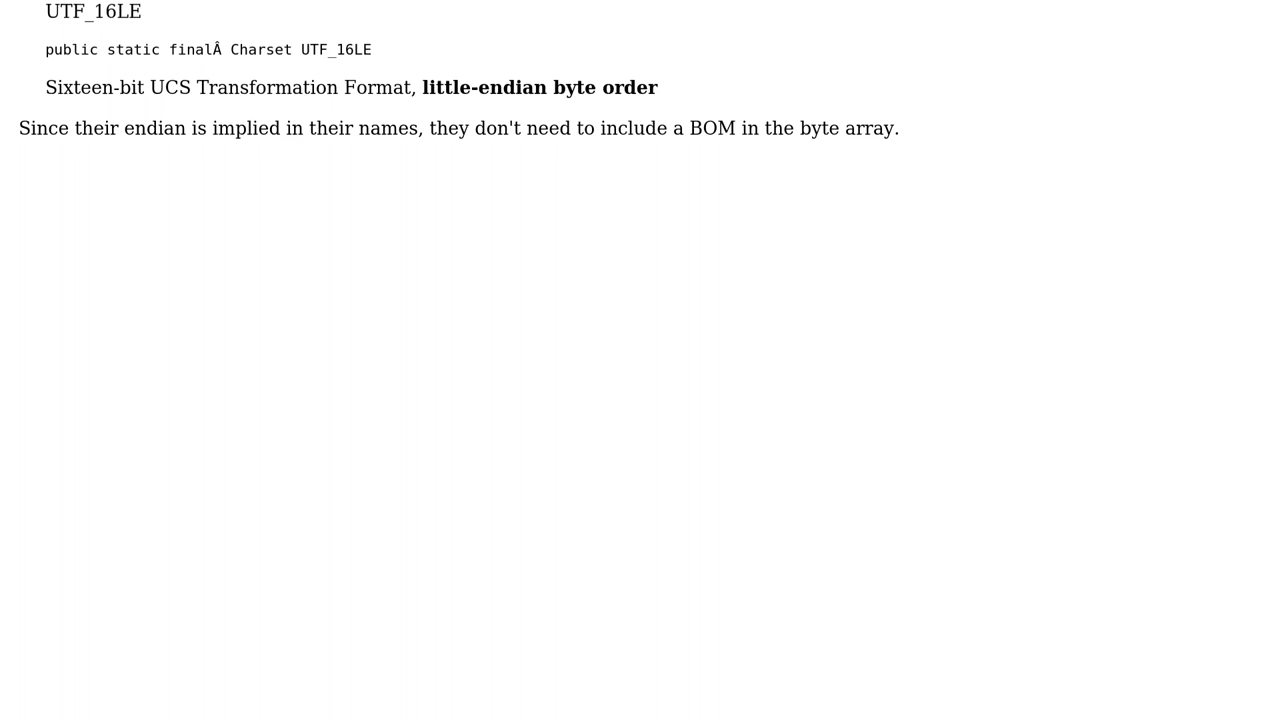 UTF_16LE
public static finalÂ Charset UTF_16LE
Sixteen-bit UCS Transformation Format, little-endian byte order
Since their endian is implied in their names, they don't need to include a BOM in the byte array.